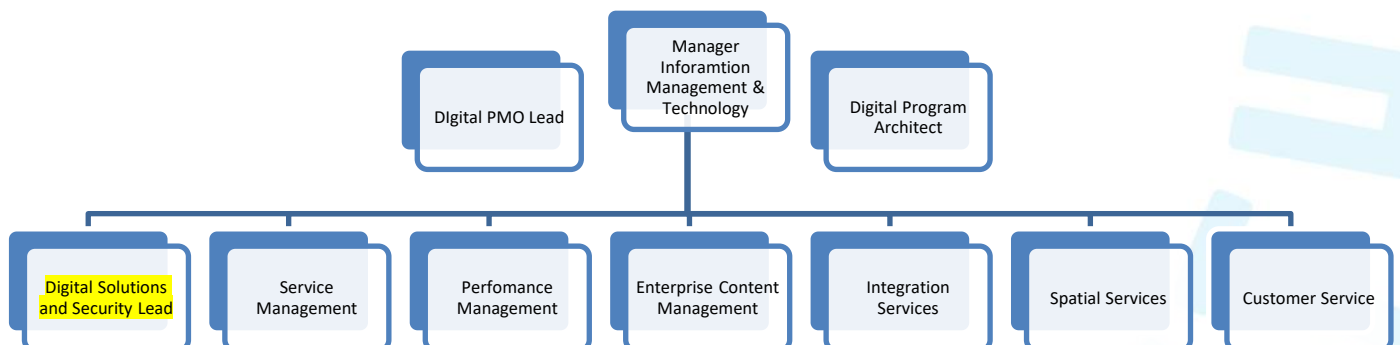 Manager
Inforamtion
Management &
Technology
DIgital PMO Lead
Digital Program
Architect
Digital Solutions
and Security Lead
Service
Management
Perfomance
Management
Enterprise Content
Management
Integration
Services
Spatial Services
Customer Service